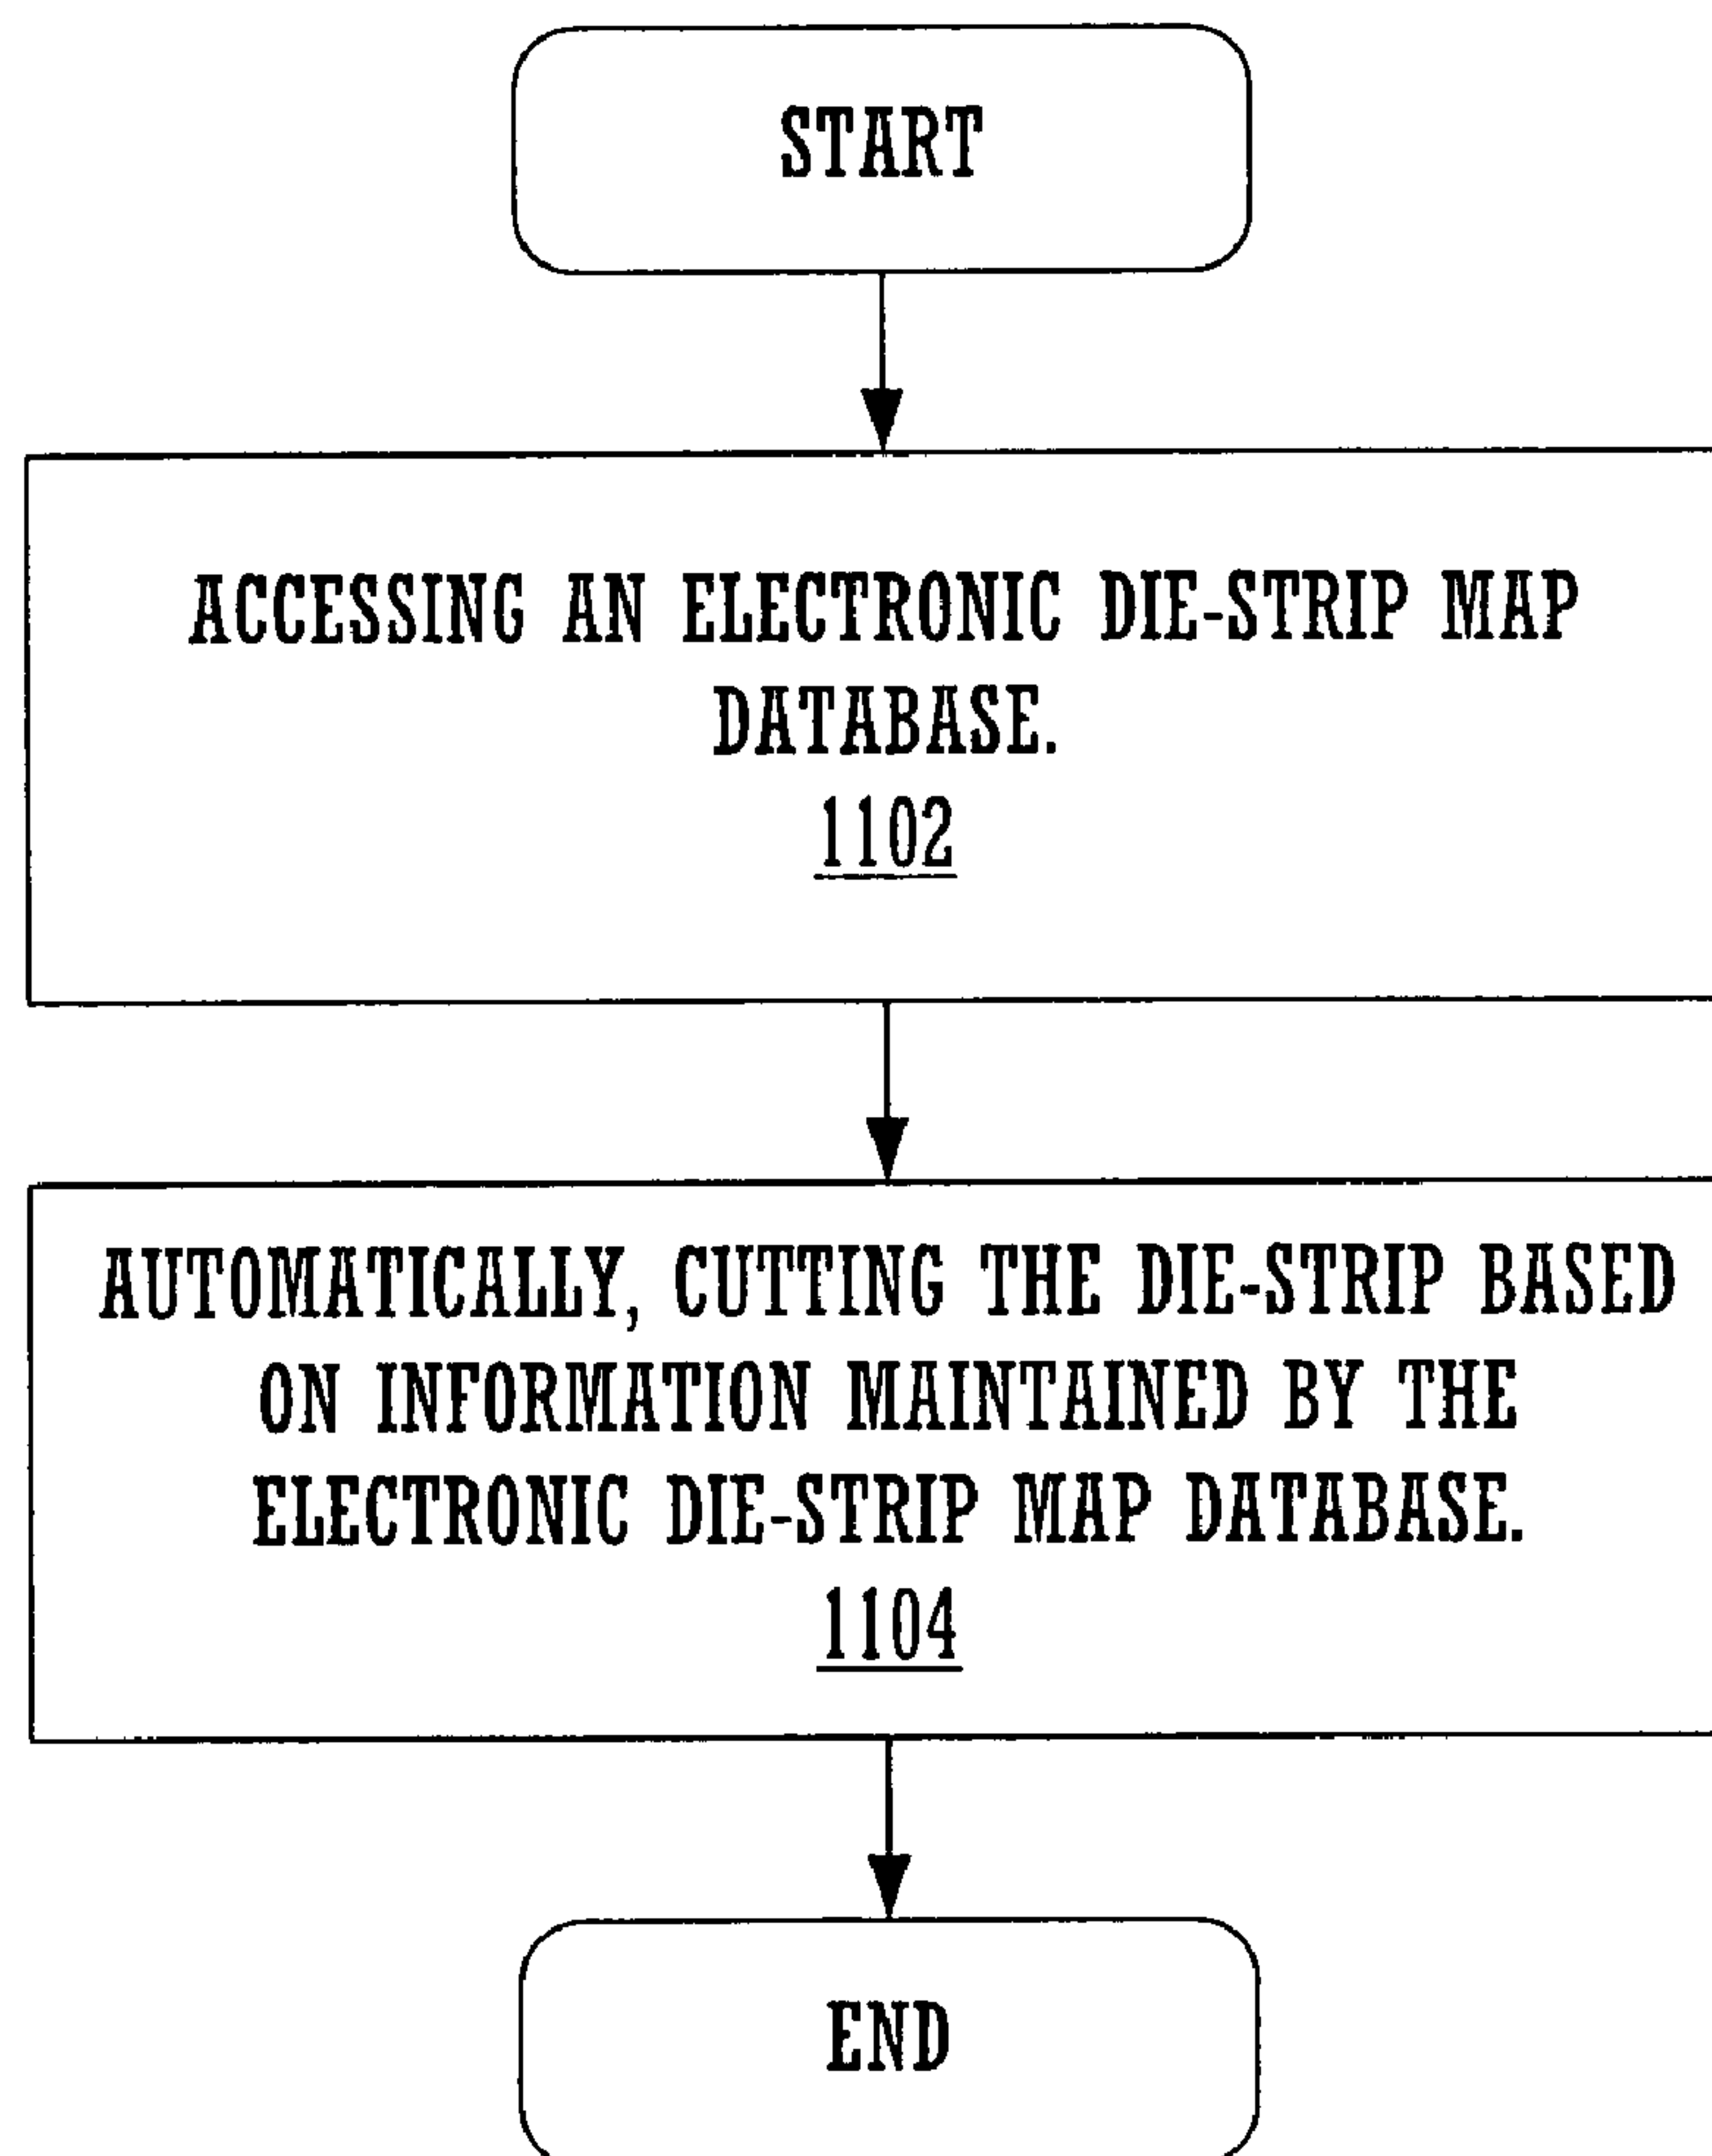 START
ACCESSING AN ELECTRONIC DIE-STRIP MAP
DATABASE.
1102
AUTOMATICALLY, CUTTING THE DIE-STRIP BASED
ON INFORMATION MAINTAINED BY THE
ELECTRONIC DIE-STRIP MAP DATABASE.
1104
END